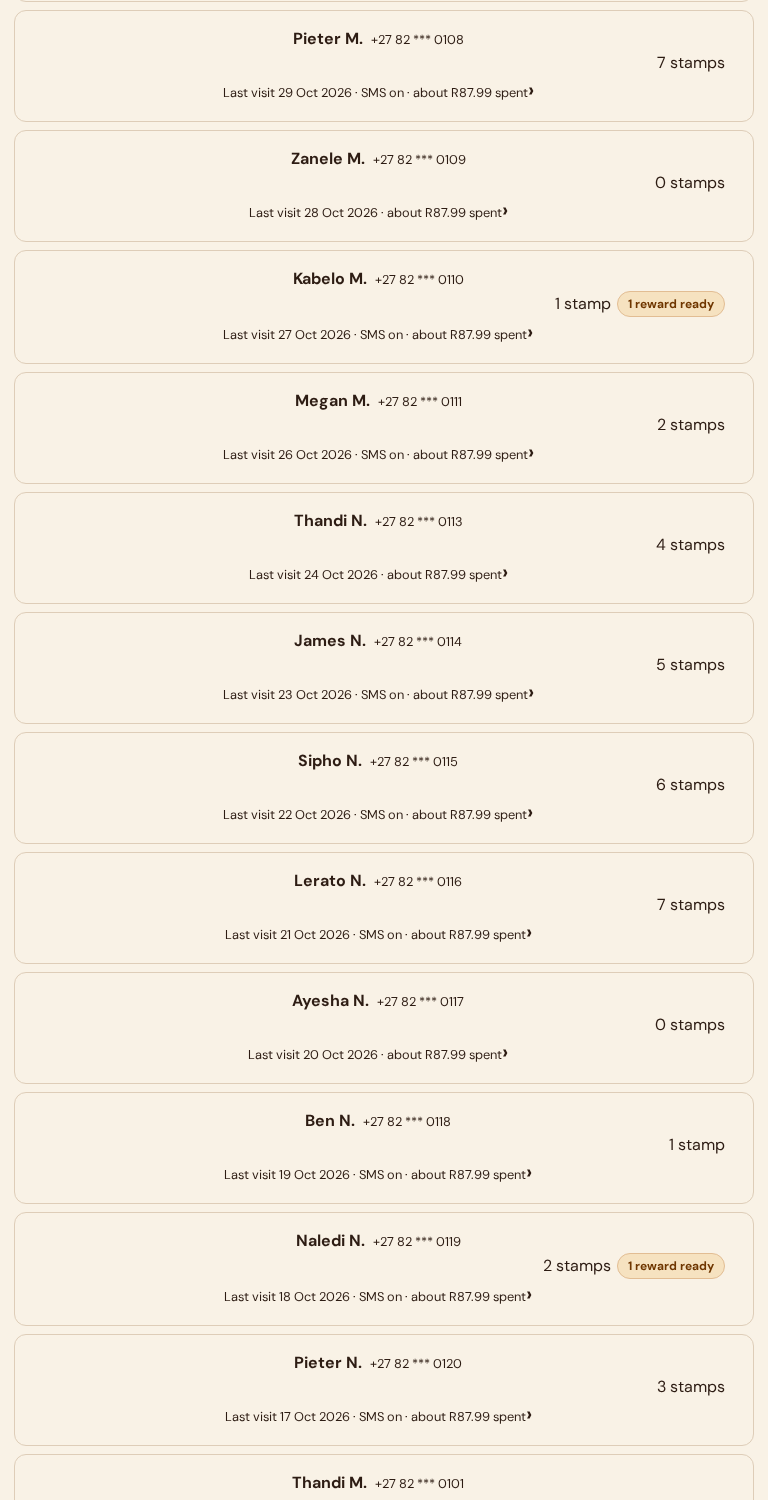 Pieter M. +27 82 *** 0108
7 stamps
Last visit 29 Oct 2026 · SMS on · about R87.99 spent›
Zanele M. +27 82 *** 0109
0 stamps
Last visit 28 Oct 2026 · about R87.99 spent›
Kabelo M. +27 82 *** 0110
1 stamp 1 reward ready
Last visit 27 Oct 2026 · SMS on · about R87.99 spent›
Megan M. +27 82 *** 0111
2 stamps
Last visit 26 Oct 2026 · SMS on · about R87.99 spent›
Thandi N. +27 82 *** 0113
4 stamps
Last visit 24 Oct 2026 · about R87.99 spent›
James N. +27 82 *** 0114
5 stamps
Last visit 23 Oct 2026 · SMS on · about R87.99 spent›
Sipho N. +27 82 *** 0115
6 stamps
Last visit 22 Oct 2026 · SMS on · about R87.99 spent›
Lerato N. +27 82 *** 0116
7 stamps
Last visit 21 Oct 2026 · SMS on · about R87.99 spent›
Ayesha N. +27 82 *** 0117
0 stamps
Last visit 20 Oct 2026 · about R87.99 spent›
Ben N. +27 82 *** 0118
1 stamp
Last visit 19 Oct 2026 · SMS on · about R87.99 spent›
Naledi N. +27 82 *** 0119
2 stamps 1 reward ready
Last visit 18 Oct 2026 · SMS on · about R87.99 spent›
Pieter N. +27 82 *** 0120
3 stamps
Last visit 17 Oct 2026 · SMS on · about R87.99 spent›
Thandi M. +27 82 *** 0101